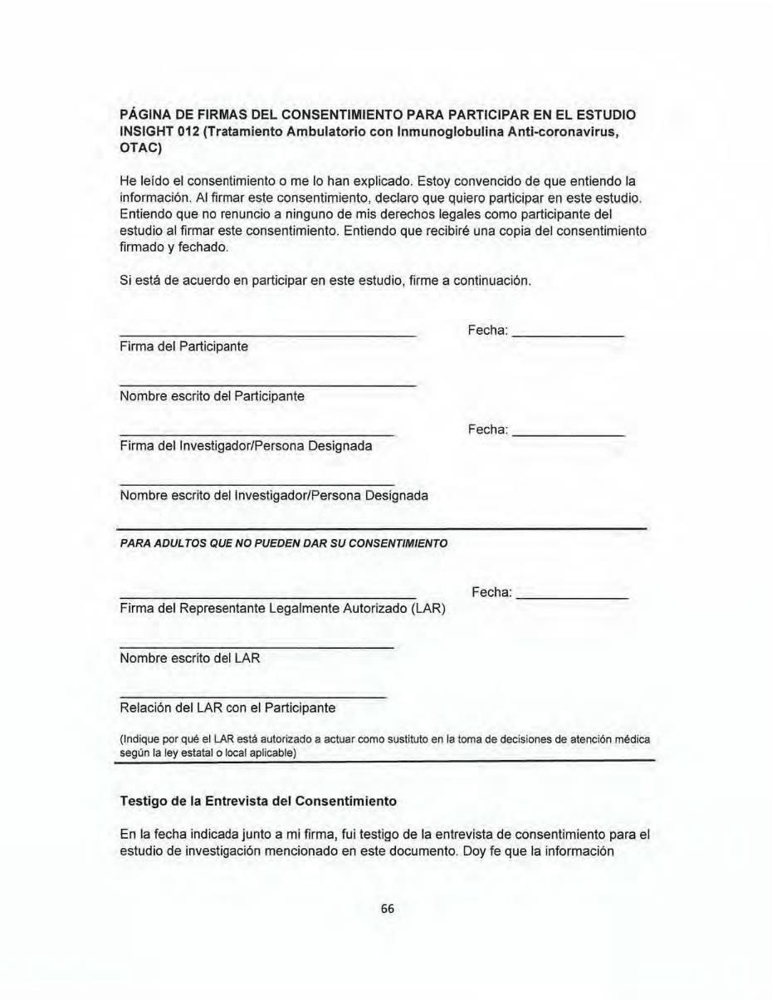 PÁGINA DE FIRMAS DEL CONSENTIMIENTO PARA PARTICIPAR EN EL ESTUDIO
INSIGHT 012 (Tratamiento Ambulatorio con Inmunoglobulina Anti-coronavirus,
OTAC)
He leído el consentimiento o me lo han explicado. Estoy convencido de que entiendo la
información. Al firmar este consentimiento, declaro que quiero participar en este estudio.
Entiendo que no renuncio a ninguno de mis derechos legales como participante del
estudio al firmar este consentimiento. Entiendo que recibiré una copia del consentimiento
firmado y fechado.
Si está de acuerdo en participar en este estudio, firme a continuación.
Fecha:
Firma del Participante
Nombre escrito del Participante
Fecha:
Firma del Investigador/Persona Designada
Nombre escrito del Investigador/Persona Designada
PARA ADULTOS QUE NO PUEDEN DAR SU CONSENTIMIENTO
Fecha:
Firma del Representante Legalmente Autorizado (LAR)
Nombre escrito del LAR
Relación del LAR con el Participante
(Indique por qué el LAR está autorizado a actuar como sustituto en la toma de decisiones de atención médica
según la ley estatal o local aplicable)
Testigo de la Entrevista del Consentimiento
En la fecha indicada junto a mi firma, fui testigo de la entrevista de consentimiento para el
estudio de investigación mencionado en este documento. Doy fe que la información
66